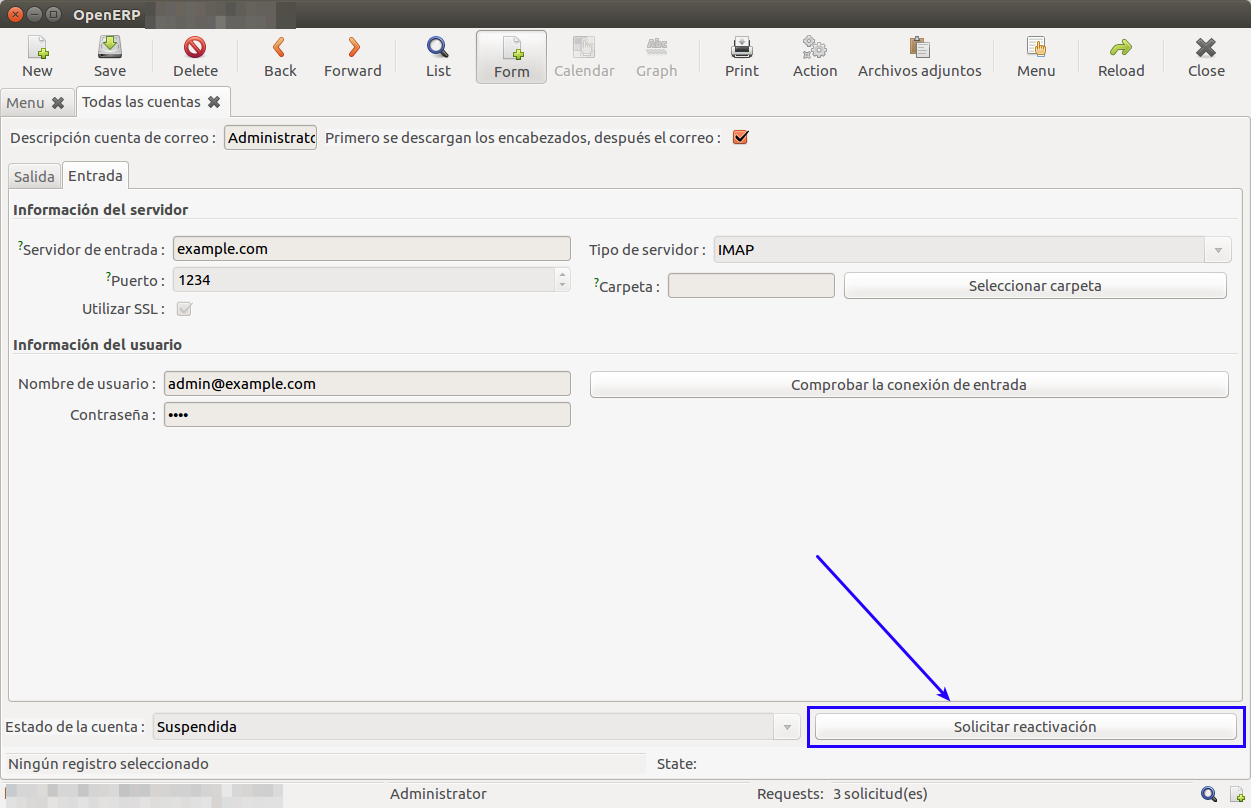 OpenERP
New Save Delete Back Forward List Form Calendar Graph Print Action Archivos adjuntos Menu Reload Close
Menu Todas las cuentas
Descripción cuenta de correo : Administrato Primero se descargan los encabezados, después el correo :
Salida Entrada
Información del servidor
?Servidor de entrada : example.com Tipo de servidor : IMAP
?Puerto : 1234 ?Carpeta : Seleccionar carpeta
Utilizar SSL :
Información del usuario
Nombre de usuario : admin@example.com Comprobar la conexión de entrada
Contraseña : ••••
Estado de la cuenta : Suspendida Solicitar reactivación
Ningún registro seleccionado State:
Administrator Requests: 3 solicitud(es)